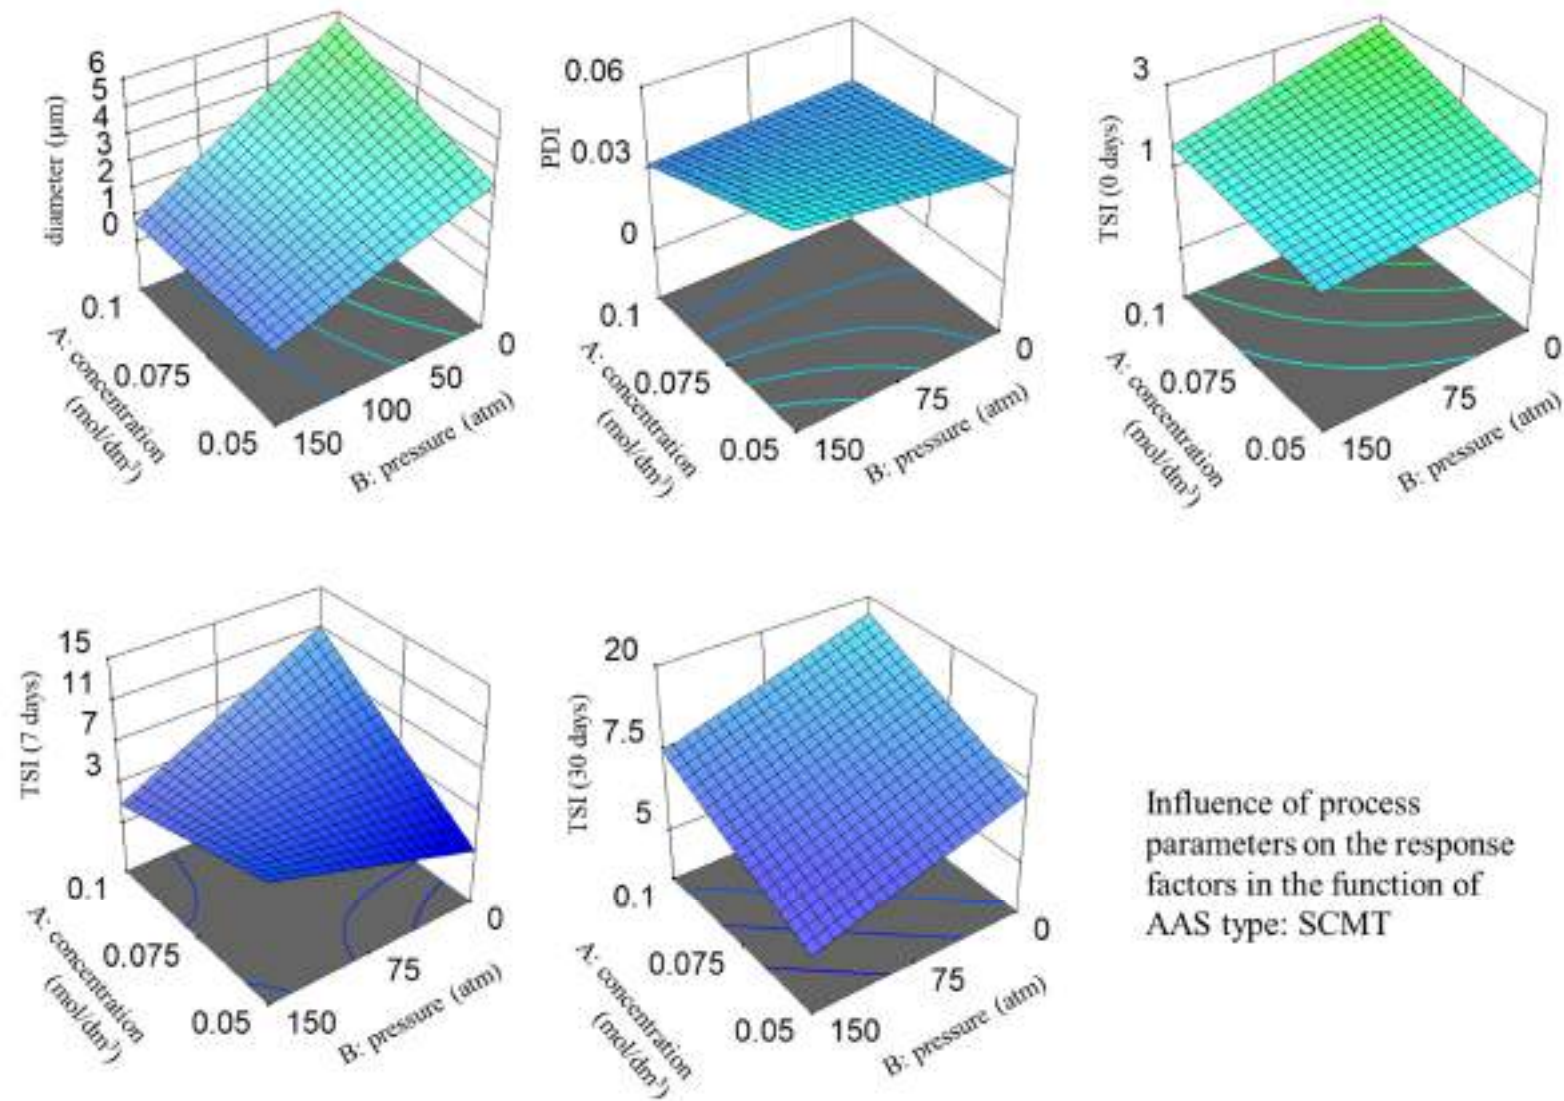 6
5
4
3
2
1
0
diameter (μm)
0.1
0.075
0.05
A: concentration
(mol/dm³)
150
100
50
0
B: pressure (atm)
0.06
0.03
0
PDI
0.1
0.075
0.05
A: concentration
(mol/dm³)
150
75
0
B: pressure (atm)
3
1
TSI (0 days)
0.1
0.075
0.05
A: concentration
(mol/dm³)
150
75
0
B: pressure (atm)
15
11
7
3
TSI (7 days)
0.1
0.075
0.05
A: concentration
(mol/dm³)
150
75
0
B: pressure (atm)
20
7.5
5
TSI (30 days)
0.1
0.075
0.05
A: concentration
(mol/dm³)
150
75
0
B: pressure (atm)
Influence of process
parameters on the response
factors in the function of
AAS type: SCMT